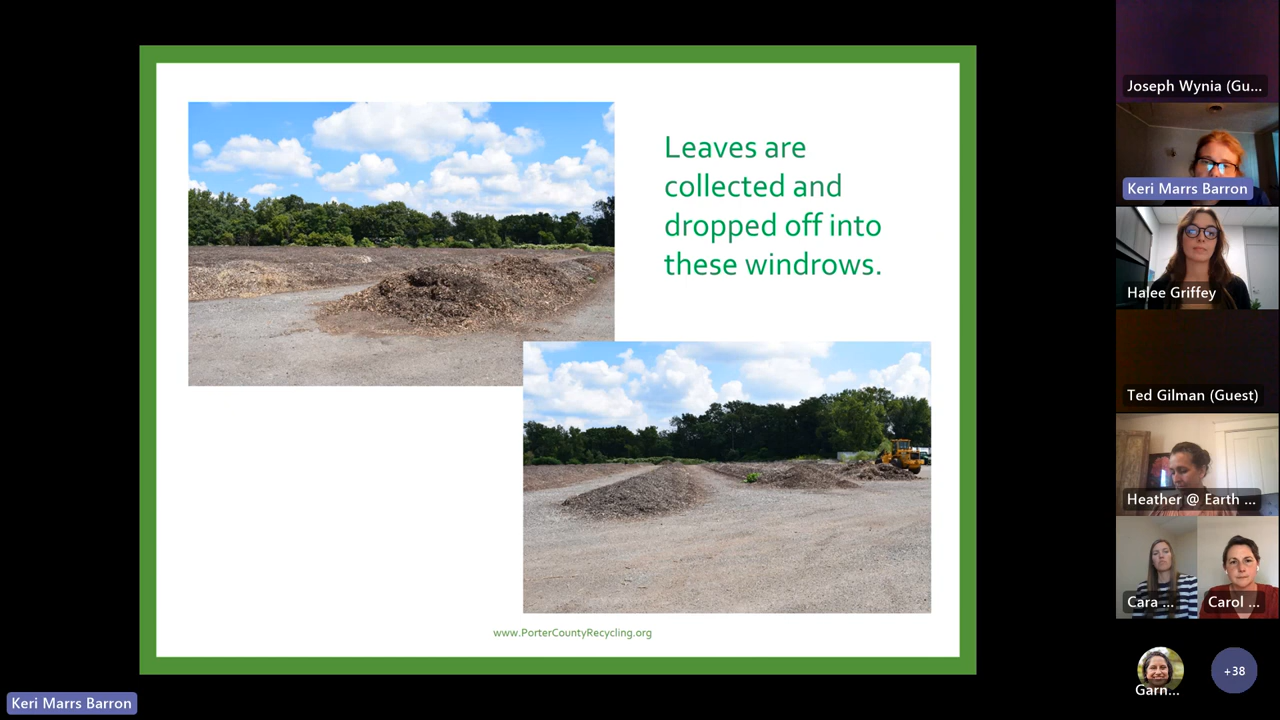 Leaves are
collected and
dropped off into
these windrows.
www.PorterCountyRecycling.org
Joseph Wynia (Gu...
Keri Marrs Barron
Halee Griffey
Ted Gilman (Guest)
Heather @ Earth ...
Cara ...
Carol ...
Garn...
+38
Keri Marrs Barron